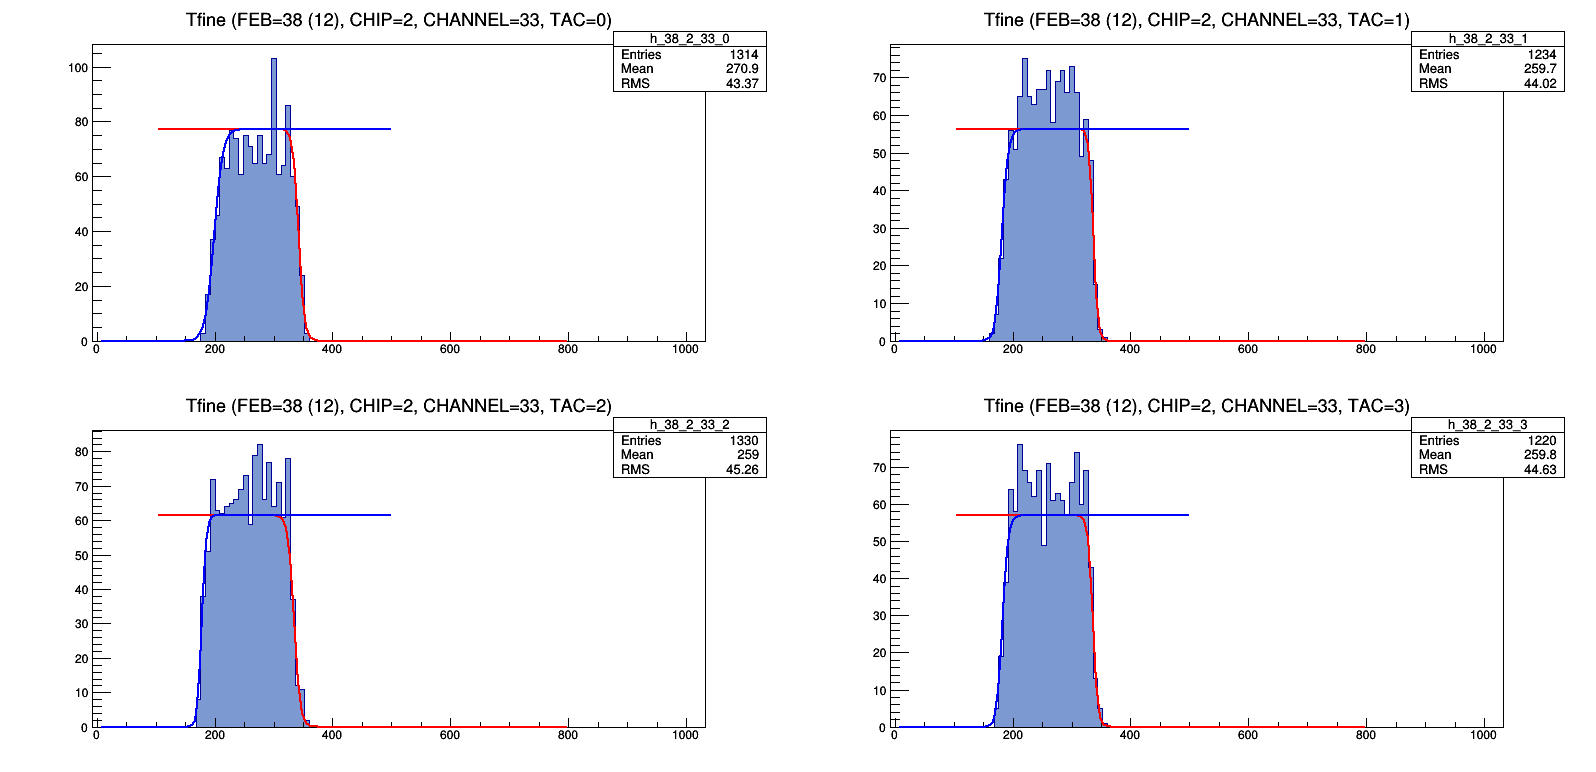 Tfine (FEB=38 (12), CHIP=2, CHANNEL=33, TAC=0)
h_38_2_33_0
Entries 1314
Mean 270.9
RMS 43.37
100
80
60
40
20
0
0 200 400 600 800 1000
Tfine (FEB=38 (12), CHIP=2, CHANNEL=33, TAC=1)
h_38_2_33_1
Entries 1234
Mean 259.7
RMS 44.02
70
60
50
40
30
20
10
0
0 200 400 600 800 1000
Tfine (FEB=38 (12), CHIP=2, CHANNEL=33, TAC=2)
h_38_2_33_2
Entries 1330
Mean 259
RMS 45.26
80
70
60
50
40
30
20
10
0
0 200 400 600 800 1000
Tfine (FEB=38 (12), CHIP=2, CHANNEL=33, TAC=3)
h_38_2_33_3
Entries 1220
Mean 259.8
RMS 44.63
70
60
50
40
30
20
10
0
0 200 400 600 800 1000